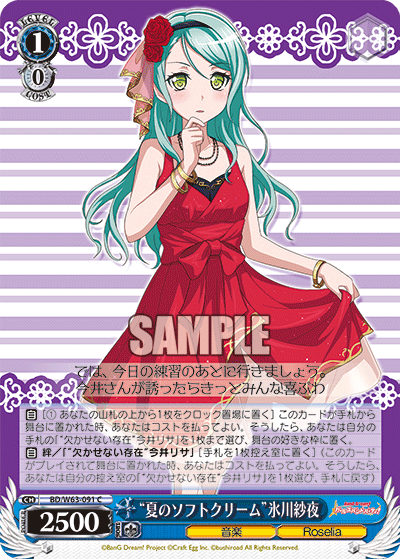 LEVEL
1
0
COST
SAMPLE
では、今日の練習のあとに行きましょう。
今井さんが誘ったらきっとみんな喜ぶわ
自 [① あなたの山札の上から1枚をクロック置場に置く] このカードが手札から
舞台に置かれた時、あなたはコストを払ってよい。そうしたら、あなたは自分の
手札の「“欠かせない存在”今井リサ」を1枚まで選び、舞台の好きな枠に置く。
自 絆/「“欠かせない存在”今井リサ」 [手札を1枚控え室に置く] (このカード
がプレイされて舞台に置かれた時、あなたはコストを払ってよい。そうしたら、
あなたは自分の控え室のこの「 」のカードを1枚選び、手札に戻す)
CH
BD/W63-091 C
POWER
2500
“夏のソフトクリーム”氷川紗夜
音楽
Roselia
©BanG Dream! Project ©Craft Egg Inc. ©bushiroad All Rights Reserved.